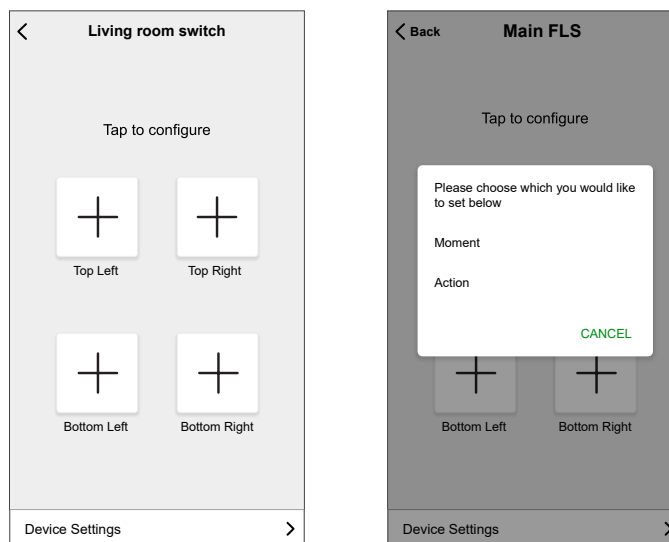 Living room switch
Tap to configure
Top Left
Top Right
Bottom Left
Bottom Right
Device Settings
Back
Main FLS
Tap to configure
Please choose which you would like
to set below
Moment
Action
CANCEL
Bottom Left
Bottom Right
Device Settings